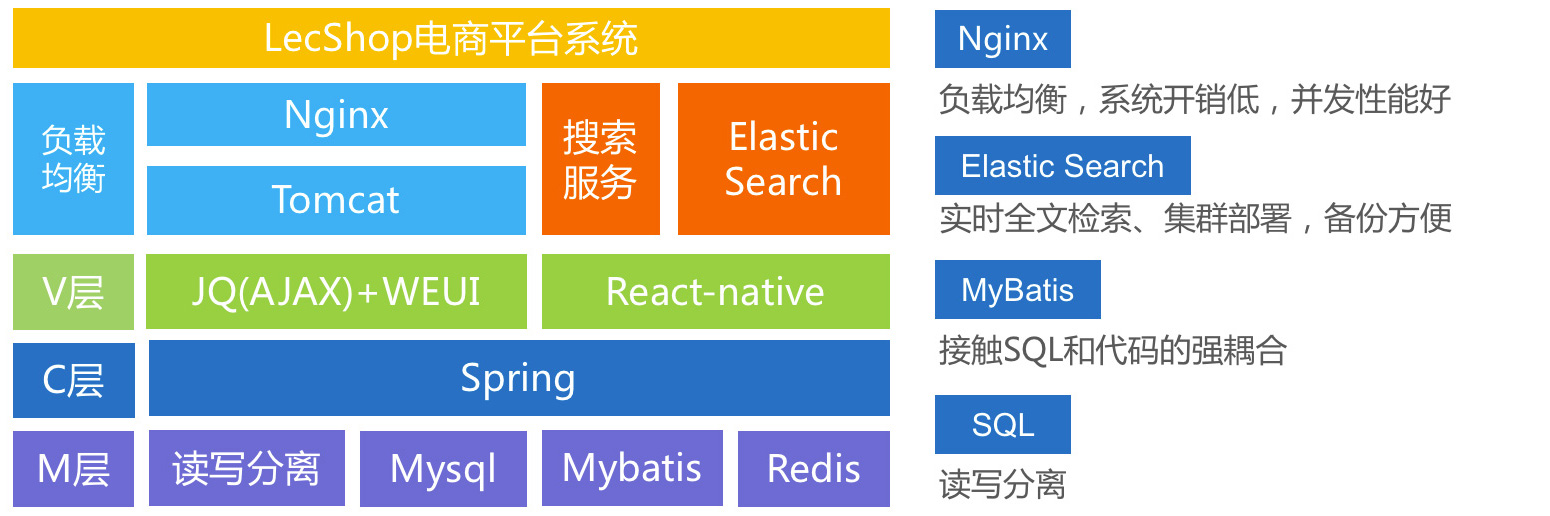 LecShop电商平台系统
负载
均衡
Nginx
Tomcat
搜索
服务
Elastic
Search
V层
JQ(AJAX)+WEUI
React-native
C层
Spring
M层
读写分离
Mysql
Mybatis
Redis
Nginx
负载均衡，系统开销低，并发性能好
Elastic Search
实时全文检索、集群部署，备份方便
MyBatis
接触SQL和代码的强耦合
SQL
读写分离